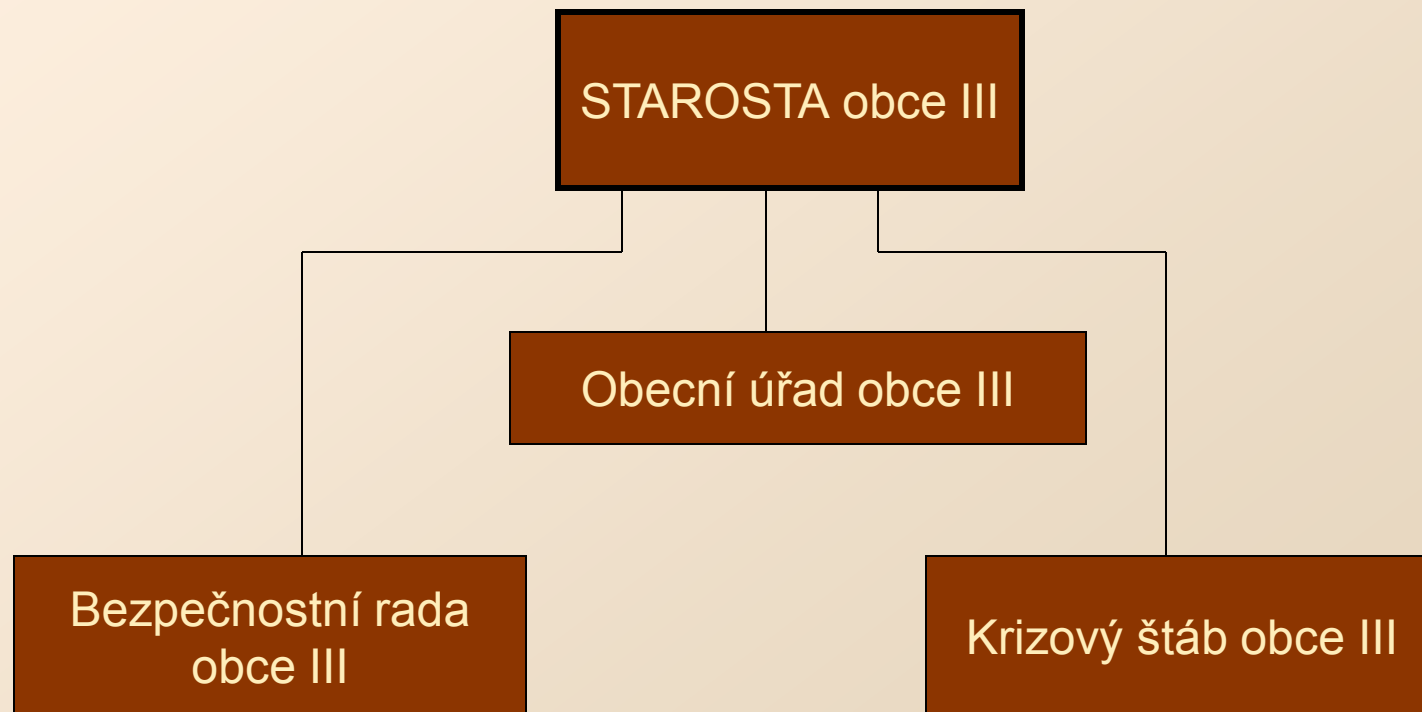 STAROSTA obce III
Obecní úřad obce III
Bezpečnostní rada
obce III
Krizový štáb obce III